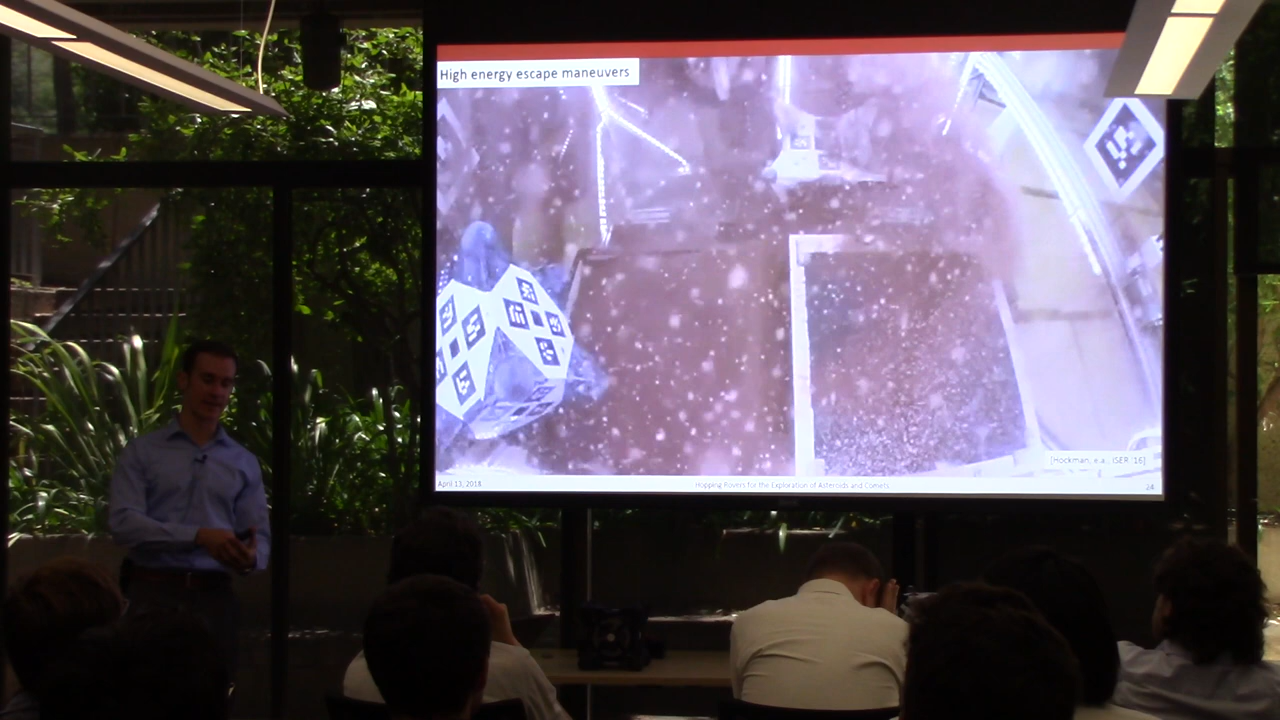 High energy escape maneuvers
[Hockman, e.a., ISER '16]
April 13, 2018
Hopping Rovers for the Exploration of Asteroids and Comets
24